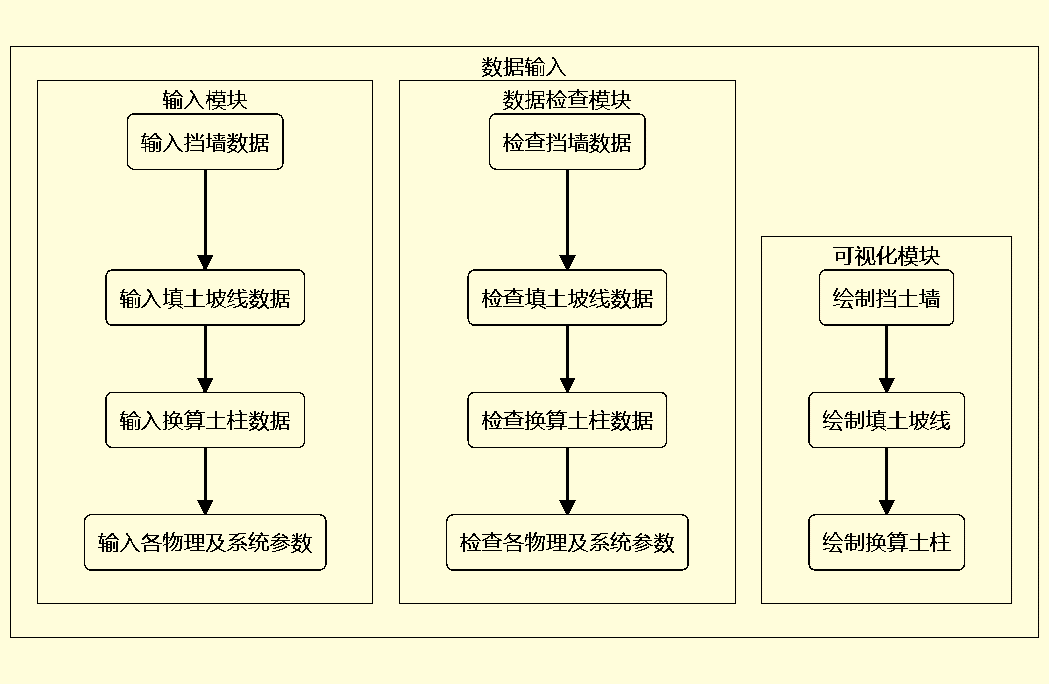 数据输入
输入模块
输入挡墙数据
输入填土坡线数据
输入换算土柱数据
输入各物理及系统参数
数据检查模块
检查挡墙数据
检查填土坡线数据
检查换算土柱数据
检查各物理及系统参数
可视化模块
绘制挡土墙
绘制填土坡线
绘制换算土柱